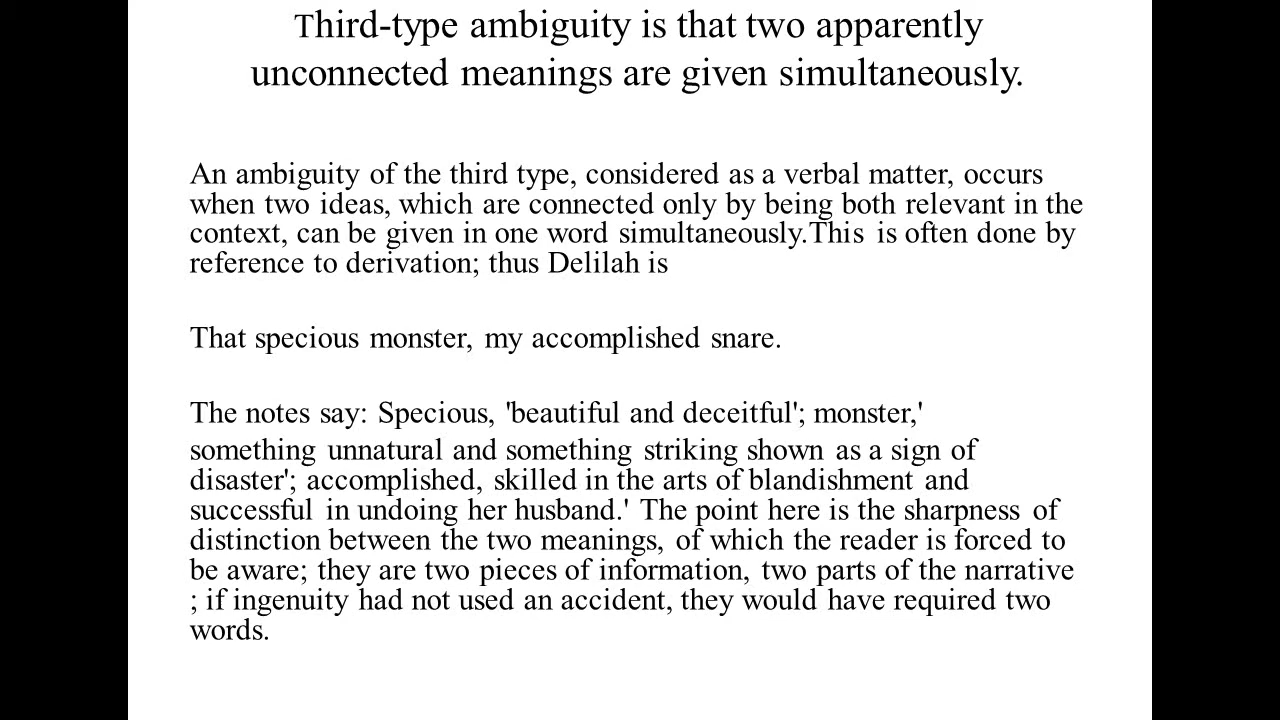 Third-type ambiguity is that two apparently
unconnected meanings are given simultaneously.
An ambiguity of the third type, considered as a verbal matter, occurs
when two ideas, which are connected only by being both relevant in the
context, can be given in one word simultaneously.This is often done by
reference to derivation; thus Delilah is
That specious monster, my accomplished snare.
The notes say: Specious, 'beautiful and deceitful'; monster,'
something unnatural and something striking shown as a sign of
disaster'; accomplished, skilled in the arts of blandishment and
successful in undoing her husband.' The point here is the sharpness of
distinction between the two meanings, of which the reader is forced to
be aware; they are two pieces of information, two parts of the narrative
; if ingenuity had not used an accident, they would have required two
words.